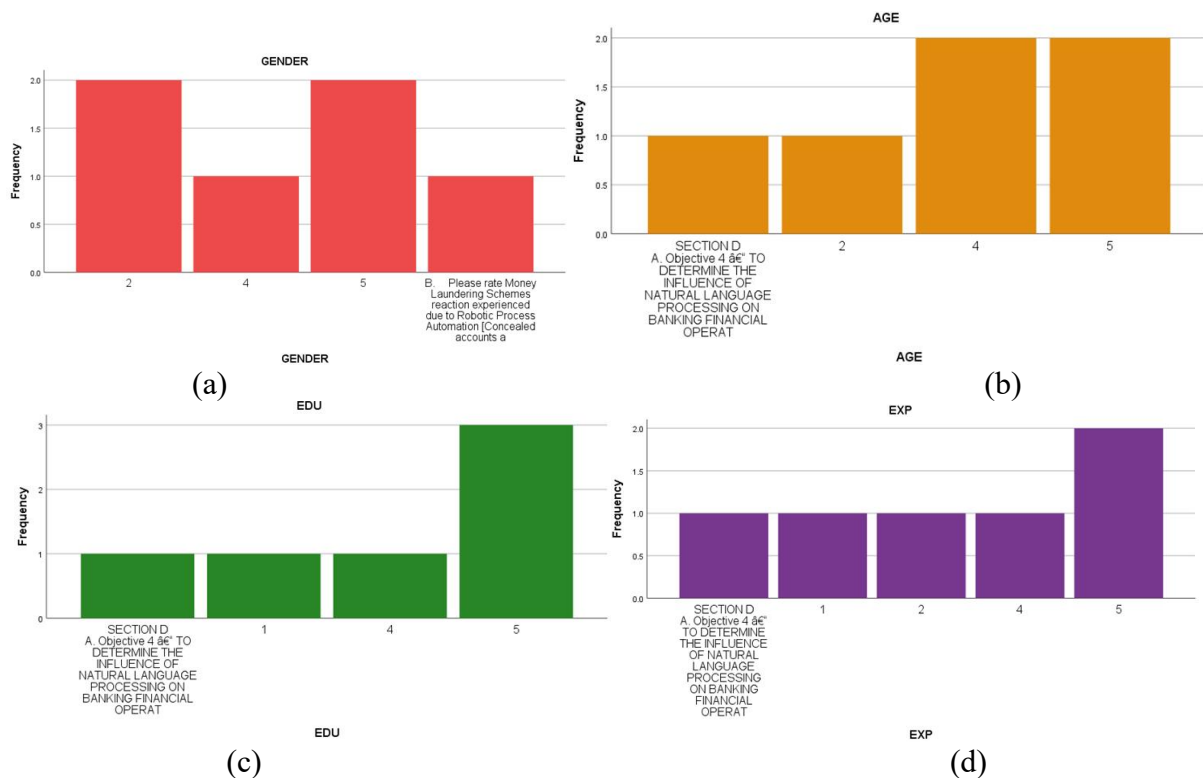 GENDER
Frequency
2.0
1.5
1.0
0.5
0.0
2
4
5
B. Please rate Money
Laundering Schemes
reaction experienced
due to Robotic Process
Automation [Concealed
accounts a
GENDER
(a)
AGE
Frequency
2.0
1.5
1.0
0.5
0.0
SECTION D
A. Objective 4 â€“ TO
DETERMINE THE
INFLUENCE OF
NATURAL LANGUAGE
PROCESSING ON
BANKING FINANCIAL
OPERAT
2
4
5
AGE
(b)
EDU
Frequency
3
2
1
0
SECTION D
A. Objective 4 â€“ TO
DETERMINE THE
INFLUENCE OF
NATURAL LANGUAGE
PROCESSING ON
BANKING FINANCIAL
OPERAT
1
4
5
EDU
(c)
EXP
Frequency
2.0
1.5
1.0
0.5
0.0
SECTION D
A. Objective 4 â€“
TO DETERMINE
THE INFLUENCE
OF NATURAL
LANGUAGE
PROCESSING
ON BANKING
FINANCIAL
OPERAT
1
2
4
5
EXP
(d)